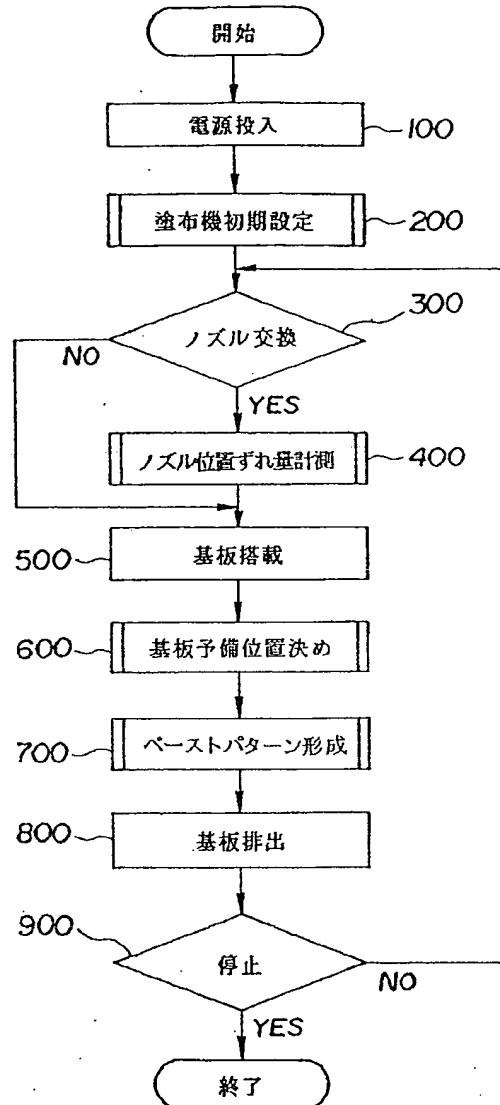 開始
電源投入
100
塗布機初期設定
200
ノズル交換
300
NO
YES
ノズル位置ずれ量計測
400
500
基板搭載
600
基板予備位置決め
700
ペーストパターン形成
800
基板排出
900
停止
NO
YES
終了